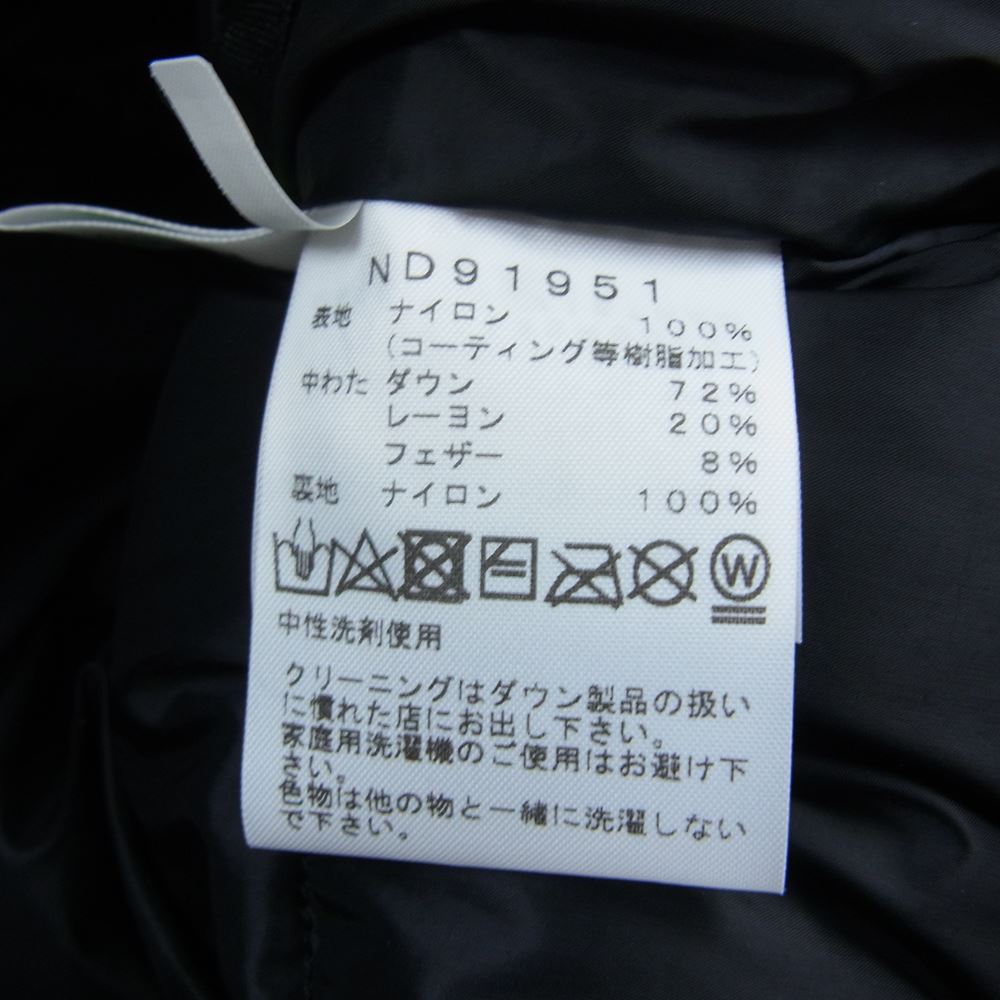 ND91951
表地 ナイロン 100%
(コーティング等樹脂加工)
中わた ダウン 72%
レーヨン 20%
フェザー 8%
裏地 ナイロン 100%
W
中性洗剤使用
クリーニングはダウン製品の扱い
に慣れた店にお出し下さい。
家庭用洗濯機のご使用はお避け下
さい。
色物は他の物と一緒に洗濯しない
で下さい。